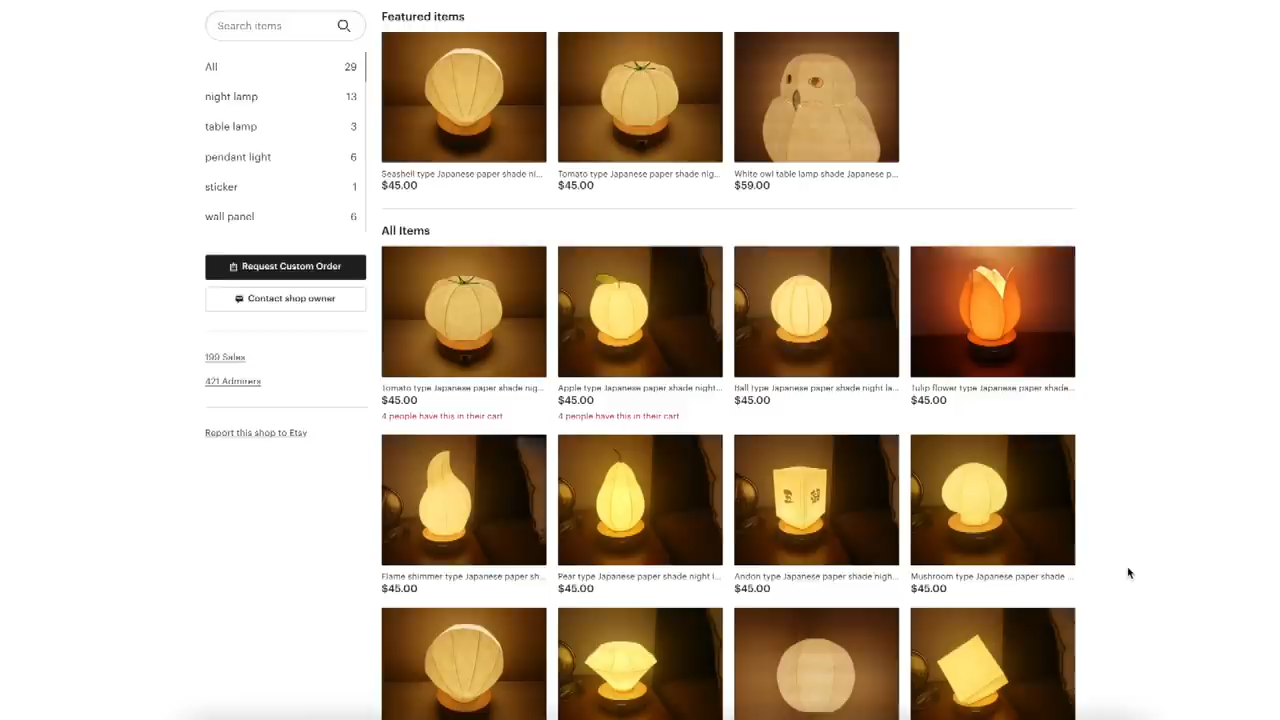 Search items
Featured items
All 29
night lamp 13
table lamp 3
pendant light 6
sticker 1
wall panel 6
Request Custom Order
Contact shop owner
199 Sales
421 Admirers
Report this shop to Etsy
Seashell type Japanese paper shade ni...
$45.00
Tomato type Japanese paper shade nig...
$45.00
White owl table lamp shade Japanese p...
$59.00
All Items
Tomato type Japanese paper shade nig...
$45.00
4 people have this in their cart
Apple type Japanese paper shade night...
$45.00
4 people have this in their cart
Ball type Japanese paper shade night la...
$45.00
Tulip flower type Japanese paper shade...
$45.00
Flame shimmer type Japanese paper sh...
$45.00
Pear type Japanese paper shade night l...
$45.00
Andon type Japanese paper shade nigh...
$45.00
Mushroom type Japanese paper shade ...
$45.00